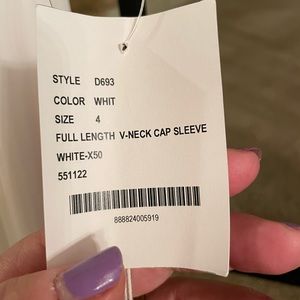 STYLE D693
COLOR WHIT
SIZE 4
FULL LENGTH V-NECK CAP SLEEVE
WHITE-X50
551122
888824005919